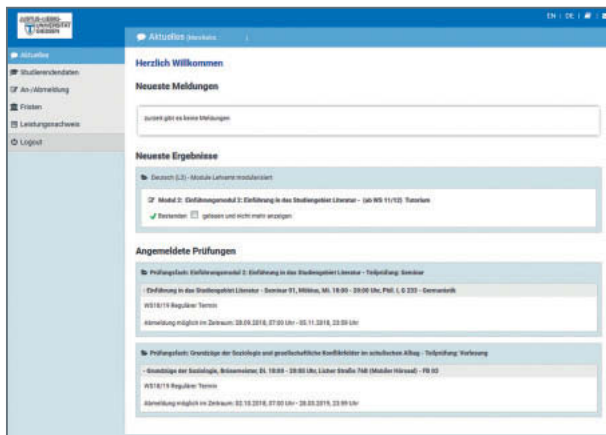 JUSTUS-LIEBIG-
UNIVERSITÄT
GIESSEN
EN | DE |
Aktuelles
Aktuelles
Studierendendaten
An-/Abmeldung
Fristen
Leistungsnachweis
Logout
Herzlich Willkommen
Neueste Meldungen
zurzeit gibt es keine Meldungen
Neueste Ergebnisse
Deutsch (L3) - Module Lehramt modularisiert
Modul 2: Einführungsmodul 2: Einführung in das Studiengebiet Literatur - (ab WS 11/12) Tutorium
Bestanden gelesen und nicht mehr anzeigen
Angemeldete Prüfungen
Prüfungsfach: Einführungsmodul 2: Einführung in das Studiengebiet Literatur - Teilprüfung: Seminar
- Einführung in das Studiengebiet Literatur - Seminar 01, Möbius, Mi. 18:00 - 20:00 Uhr, Phil. I, G 233 - Germanistik
WS18/19 Regulärer Termin
Abmeldung möglich im Zeitraum: 28.09.2018, 07:00 Uhr - 05.11.2018, 23:59 Uhr
Prüfungsfach: Grundzüge der Soziologie und gesellschaftliche Konfliktfelder im schulischen Alltag - Teilprüfung: Vorlesung
- Grundzüge der Soziologie, Brüsemeister, Di. 18:00 - 20:00 Uhr, Licher Straße 76B (Mobiler Hörsaal) - FB 03
WS18/19 Regulärer Termin
Abmeldung möglich im Zeitraum: 02.10.2018, 07:00 Uhr - 28.03.2019, 23:59 Uhr